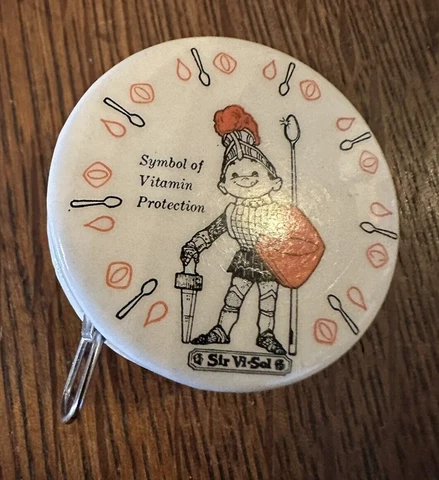 Symbol of
Vitamin
Protection
Sir Vi-Sol